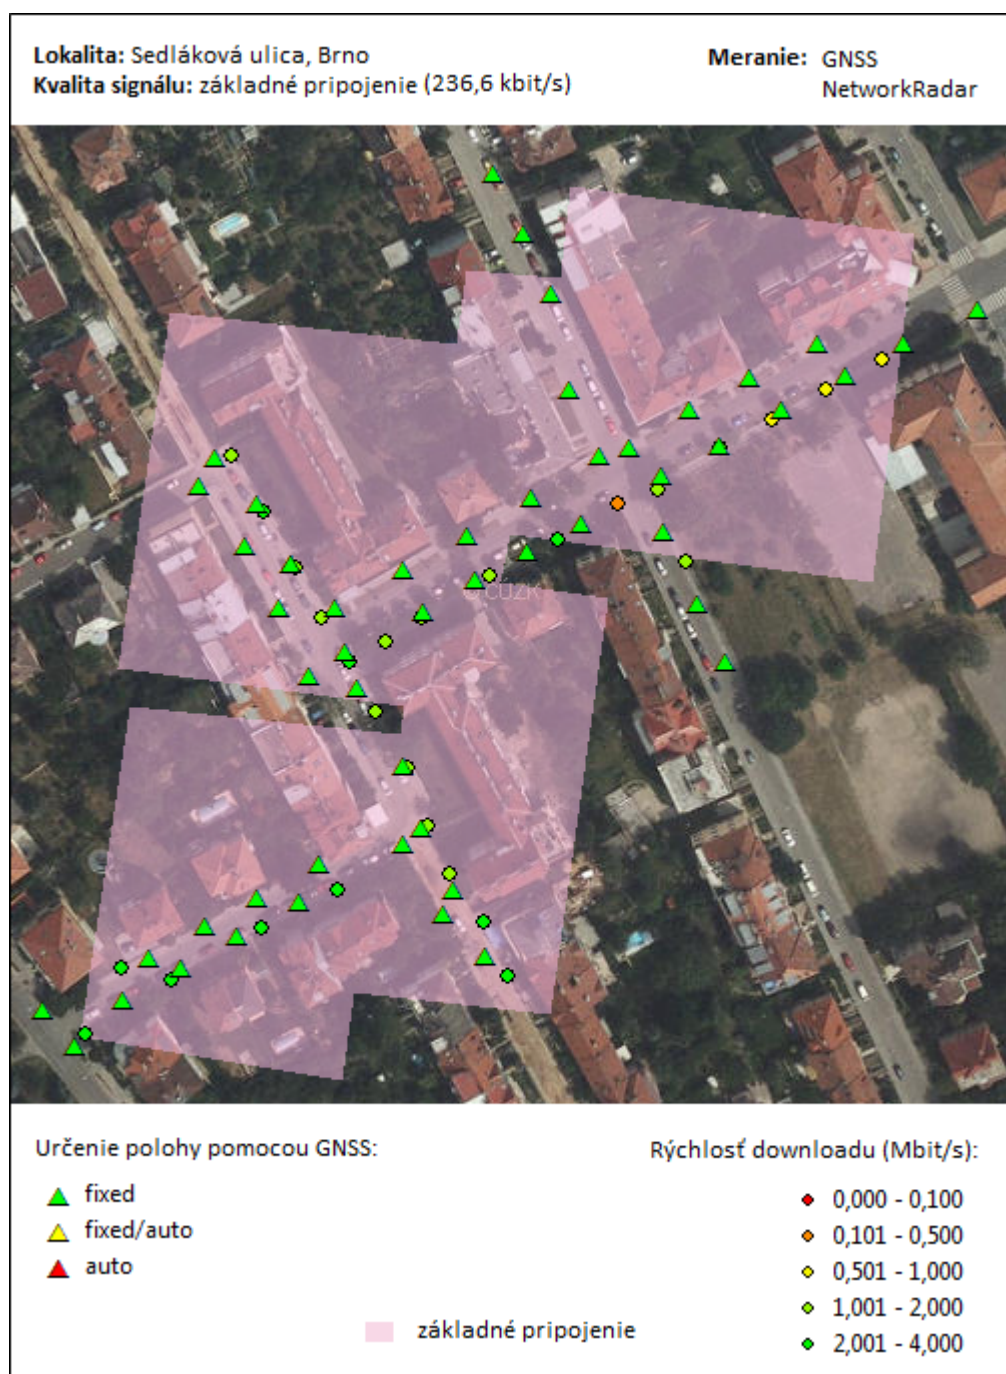 Lokalita: Sedláková ulica, Brno
Kvalita signálu: základné pripojenie (236,6 kbit/s)
Meranie: GNSS
NetworkRadar
© ČÚZK
Určenie polohy pomocou GNSS:
fixed
fixed/auto
auto
základné pripojenie
Rýchlosť downloadu (Mbit/s):
0,000 - 0,100
0,101 - 0,500
0,501 - 1,000
1,001 - 2,000
2,001 - 4,000